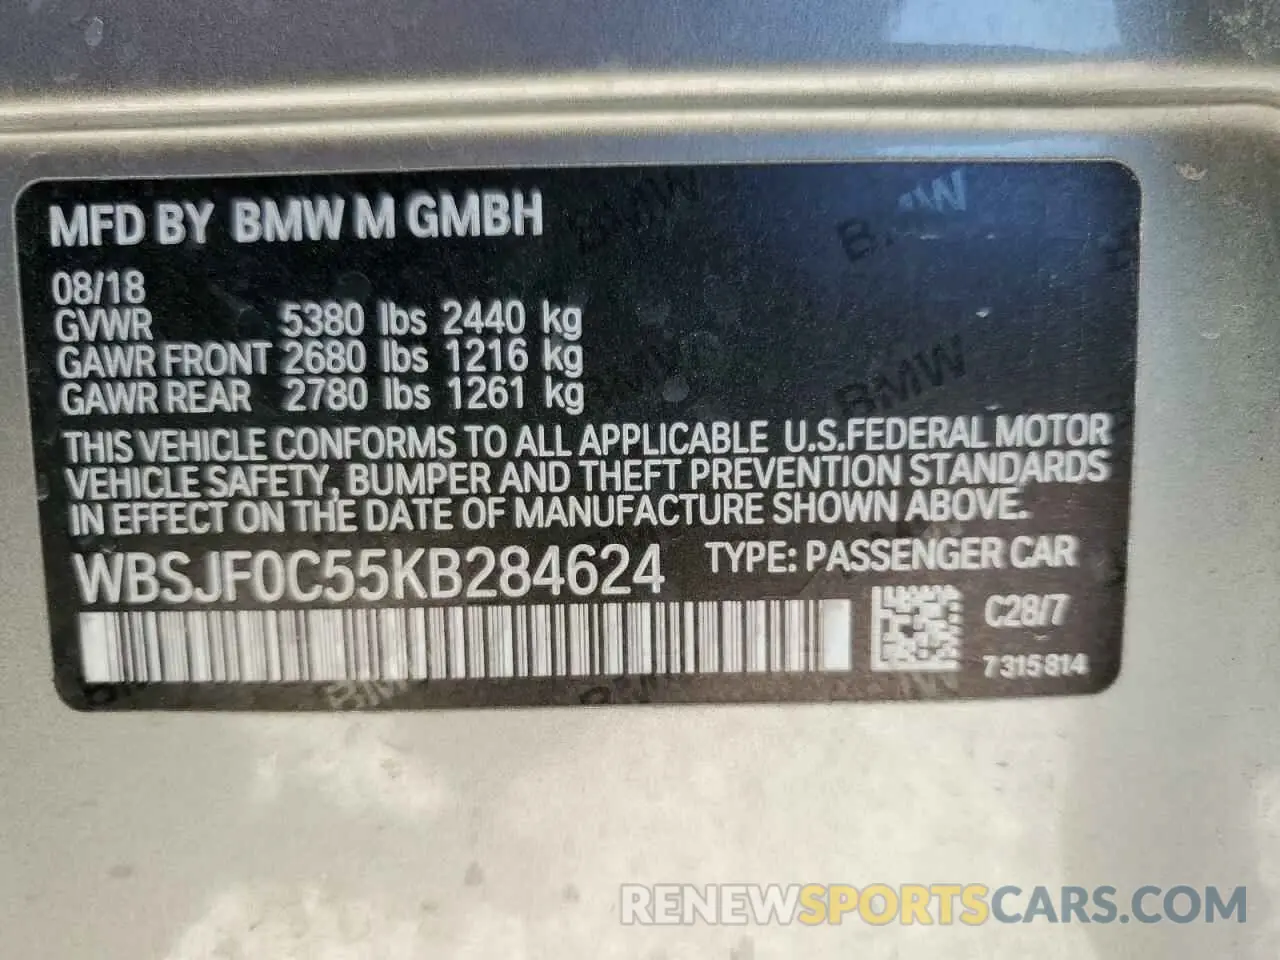 MFD BY BMW M GMBH
08/18
GVWR 5380 lbs 2440 kg
GAWR FRONT 2680 lbs 1216 kg
GAWR REAR 2780 lbs 1261 kg
THIS VEHICLE CONFORMS TO ALL APPLICABLE U.S.FEDERAL MOTOR
VEHICLE SAFETY, BUMPER AND THEFT PREVENTION STANDARDS
IN EFFECT ON THE DATE OF MANUFACTURE SHOWN ABOVE.
WBSJF0C55KB284624 TYPE: PASSENGER CAR
C28/7
7 315 814
RENEWSPORTSCARS.COM